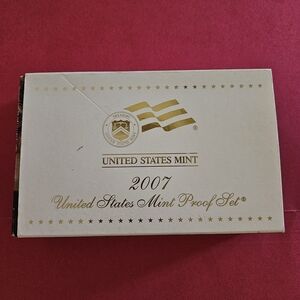 UNITED STATES MINT
2007
United States Mint Proof Set®